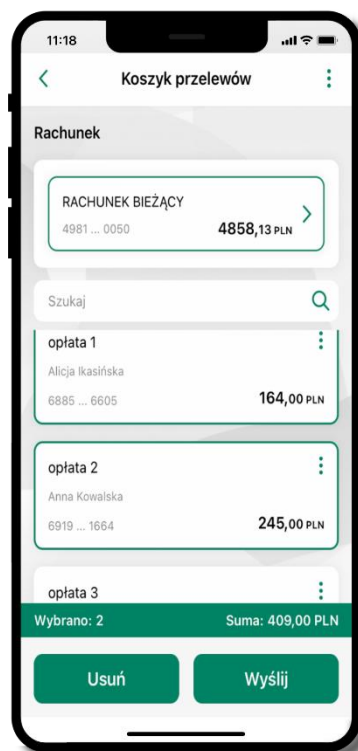 11:18
Koszyk przelewów
Rachunek
RACHUNEK BIEŻĄCY
4981 ... 0050
4858,13 PLN
Szukaj
opłata 1
Alicja Ikasińska
6885 ... 6605
164,00 PLN
opłata 2
Anna Kowalska
6919 ... 1664
245,00 PLN
opłata 3
Wybrano: 2
Suma: 409,00 PLN
Usuń
Wyślij